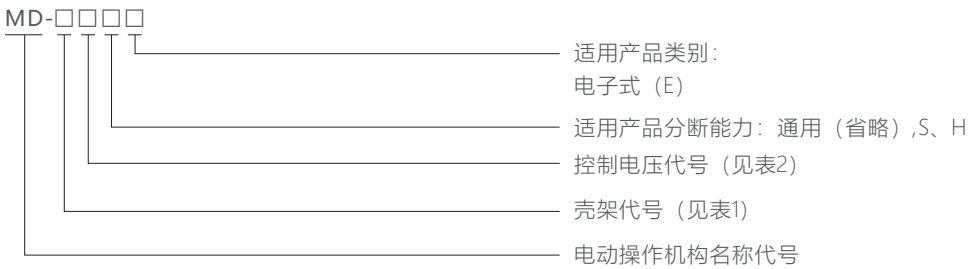 MD-□□□□
适用产品类别：
电子式（E）
适用产品分断能力：通用（省略）,S、H
控制电压代号（见表2）
壳架代号（见表1)
电动操作机构名称代号